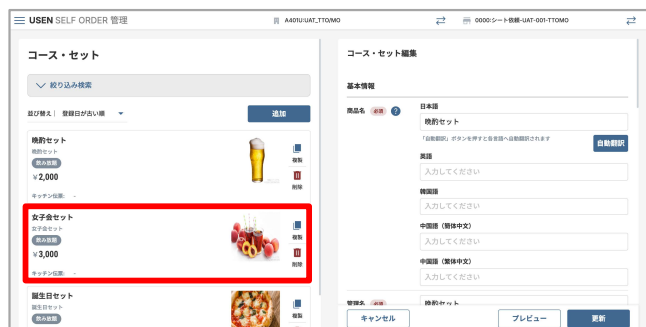 USEN SELF ORDER 管理
A401U:UAT_TTO/MO
0000:シート依頼-UAT-001-TTOMO
コース・セット
絞り込み検索
並び替え | 登録日が古い順
追加
晩酌セット
晩酌セット
飲み放題
¥2,000
キッチン伝票: -
複製
削除
女子会セット
女子会セット
飲み放題
¥3,000
キッチン伝票: -
複製
削除
誕生日セット
誕生日セット
飲み放題
複製
コース・セット編集
基本情報
商品名 必須 ?
日本語
晩酌セット
「自動翻訳」ボタンを押すと各言語へ自動翻訳されます
自動翻訳
英語
入力してください
韓国語
入力してください
中国語(簡体中文)
入力してください
中国語(繁体中文)
入力してください
管理名 必須
晩酌セット
キャンセル
プレビュー
更新